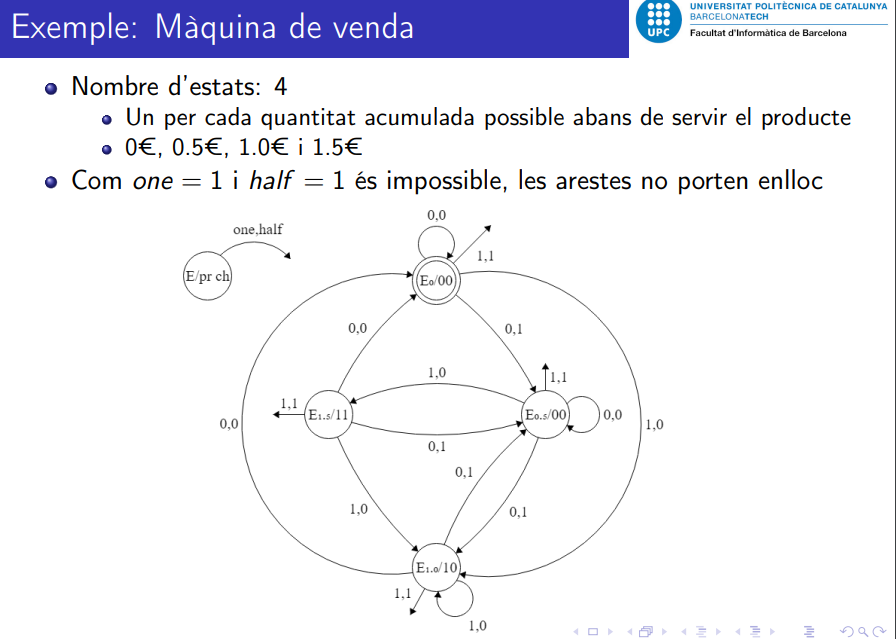 Exemple: Màquina de venda
UNIVERSITAT POLITÈCNICA DE CATALUNYA
BARCELONATECH
Facultat d'Informàtica de Barcelona
UPC
Nombre d'estats: 4
Un per cada quantitat acumulada possible abans de servir el producte
0€, 0.5€, 1.0€ i 1.5€
Com one = 1 i half = 1 és impossible, les arestes no porten enlloc
0,0
one,half
1,1
E/pr ch
E₀/00
0,0
0,1
1,0
1,1
1,1
E₁.₅/11
E₀.₅/00
0,0
0,0
1,0
0,1
0,1
1,0
0,1
E₁.₀/10
1,1
1,0